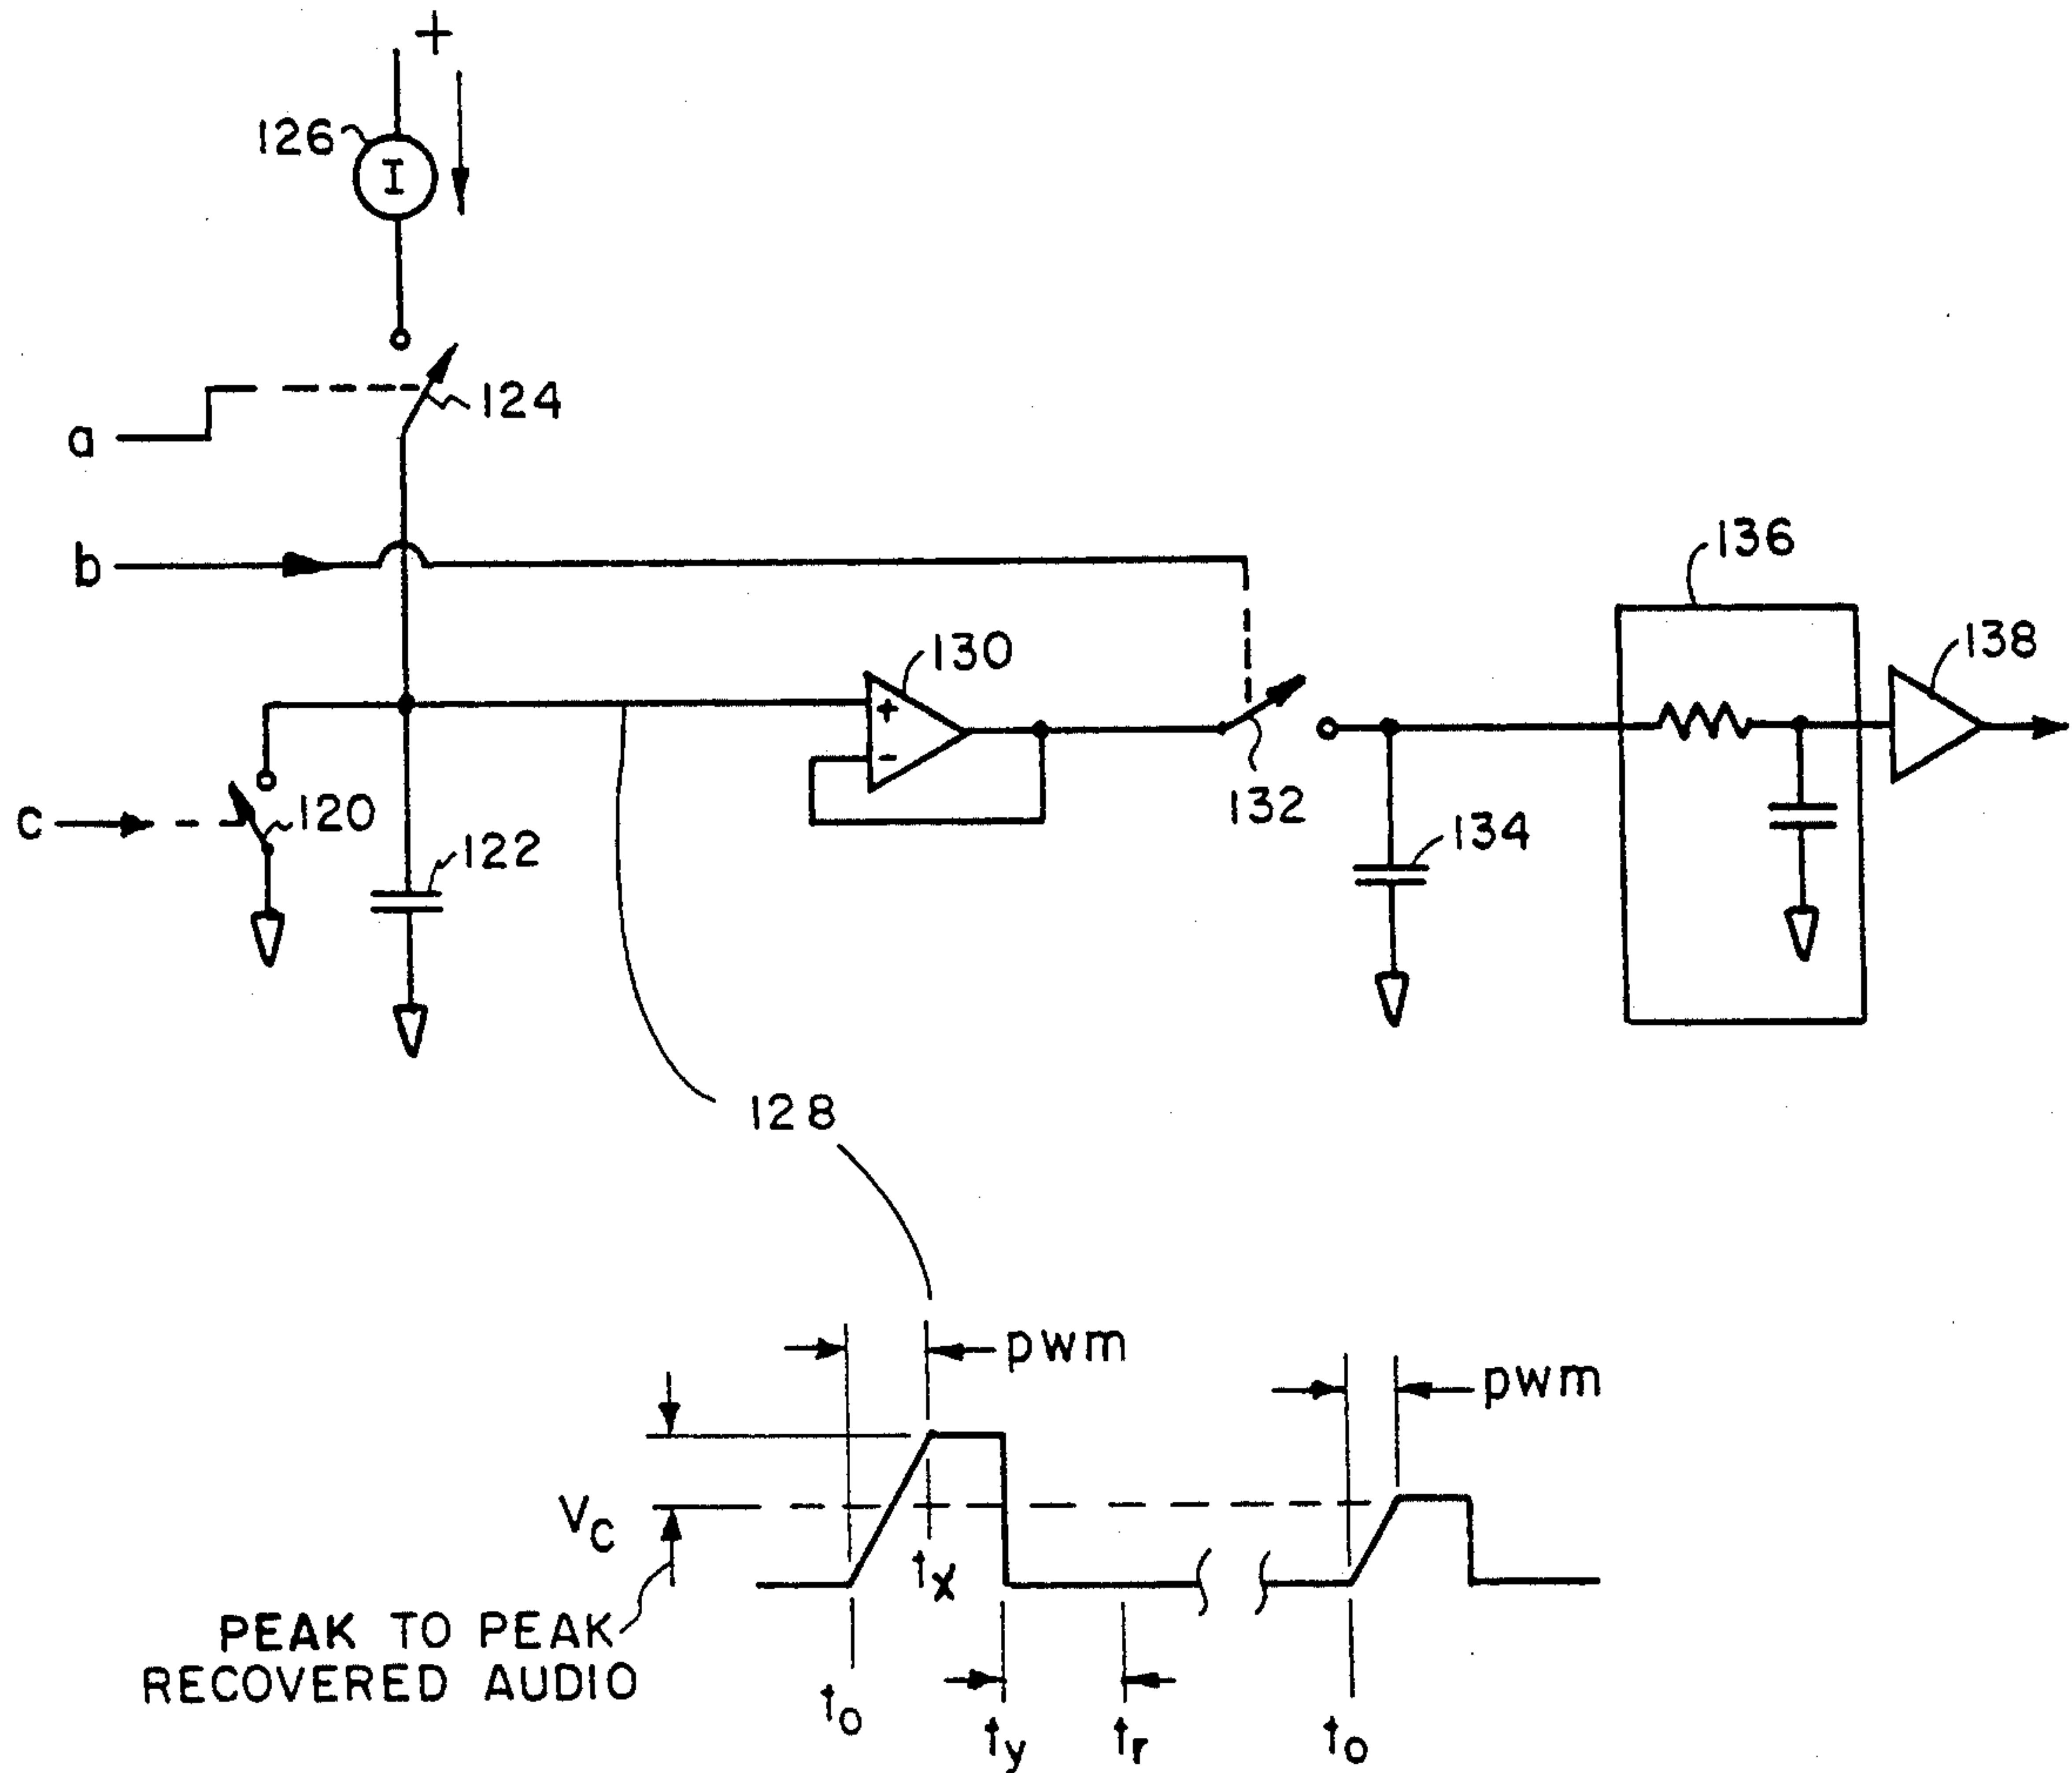 +
126
I
124
a
b
136
138
130
+
-
132
c
120
122
134
128
pwm
pwm
Vc
tx
PEAK TO PEAK
RECOVERED AUDIO
to
ty
tr
to